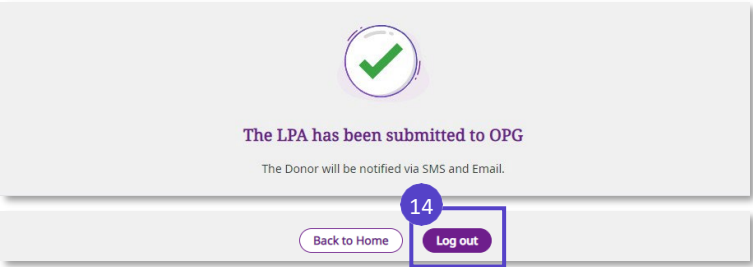 The LPA has been submitted to OPG
The Donor will be notified via SMS and Email.
14
Back to Home Log out